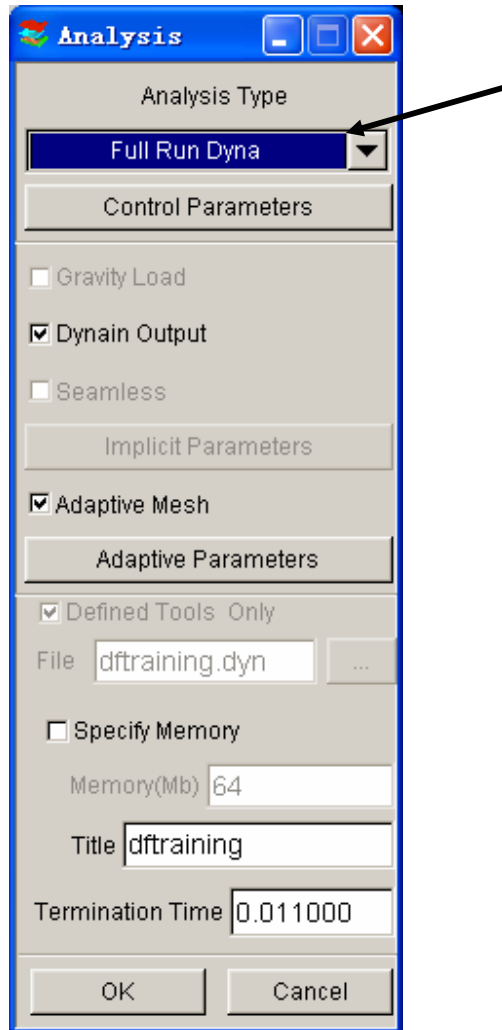 Analysis
Analysis Type
Full Run Dyna
Control Parameters
Gravity Load
Dynain Output
Seamless
Implicit Parameters
Adaptive Mesh
Adaptive Parameters
Defined Tools Only
File dftraining.dyn ...
Specify Memory
Memory(Mb) 64
Title dftraining
Termination Time 0.011000
OK Cancel